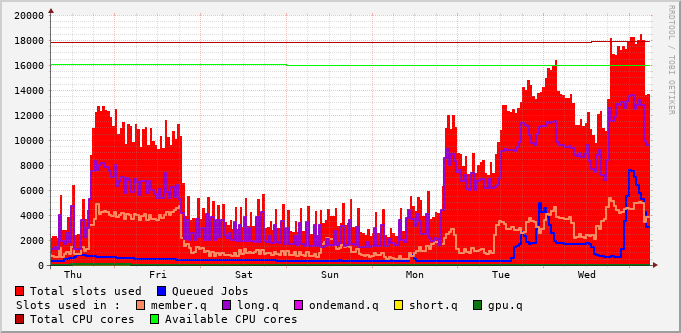 RRDTOOL / TOBI OETIKER
20000
18000
16000
14000
12000
10000
8000
6000
4000
2000
0
Thu Fri Sat Sun Mon Tue Wed
Total slots used Queued Jobs
Slots used in : member.q long.q ondemand.q short.q gpu.q
Total CPU cores
Available CPU cores